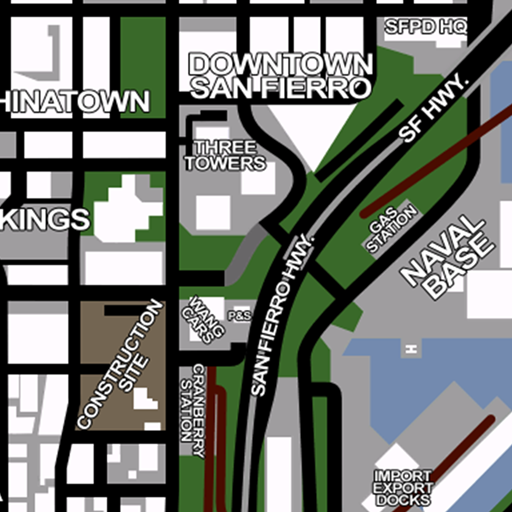 SFPD HQ
DOWNTOWN
SAN FIERRO
HINATOWN
SF HWY.
THREE
TOWERS
KINGS
GAS
STATION
NAVAL
BASE
SAN FIERRO HWY.
WANG
CARS
P&S
CONSTRUCTION
SITE
CRANBERRY
STATION
H
IMPORT
EXPORT
DOCKS